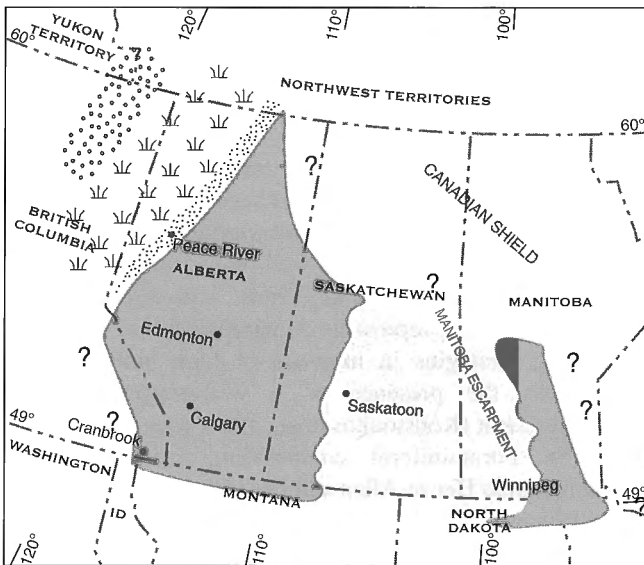 120°
110°
100°
YUKON
TERRITORY
?
60°
NORTHWEST TERRITORIES
60°
?
CANADIAN SHIELD
BRITISH
COLUMBIA
Peace River
ALBERTA
SASKATCHEWAN
?
MANITOBA
Edmonton
MANITOBA ESCARPMENT
?
?
Calgary
Saskatoon
?
?
49°
Cranbrook
WASHINGTON
MONTANA
Winnipeg
49°
?
NORTH
DAKOTA
ID
120°
110°
100°